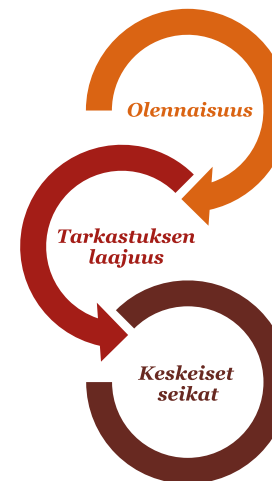 Olennaisuus
Tarkastuksen
laajuus
Keskeiset
seikat